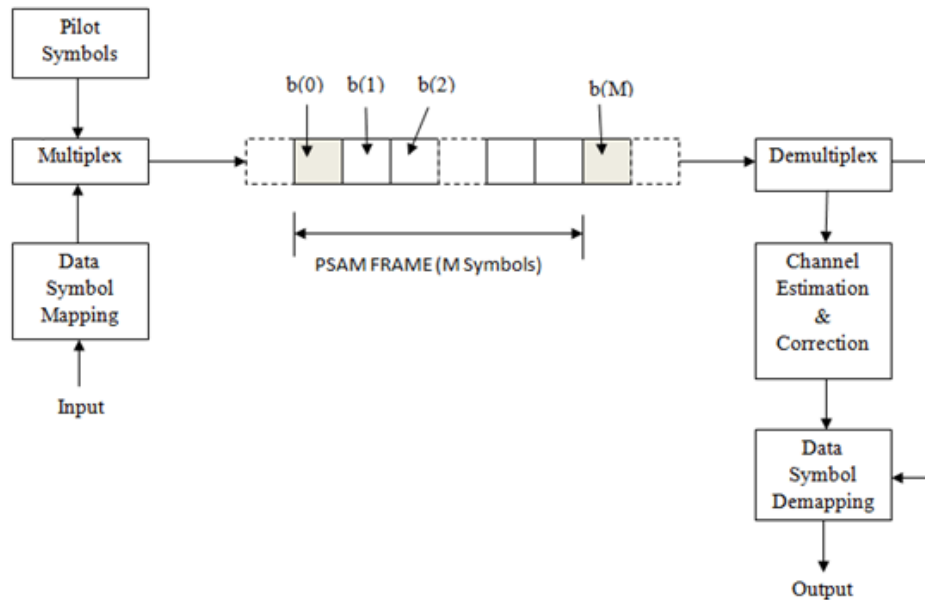 Pilot
Symbols
b(0)
b(1)
b(2)
b(M)
Multiplex
Demultiplex
PSAM FRAME (M Symbols)
Data
Symbol
Mapping
Channel
Estimation
&
Correction
Input
Data
Symbol
Demapping
Output